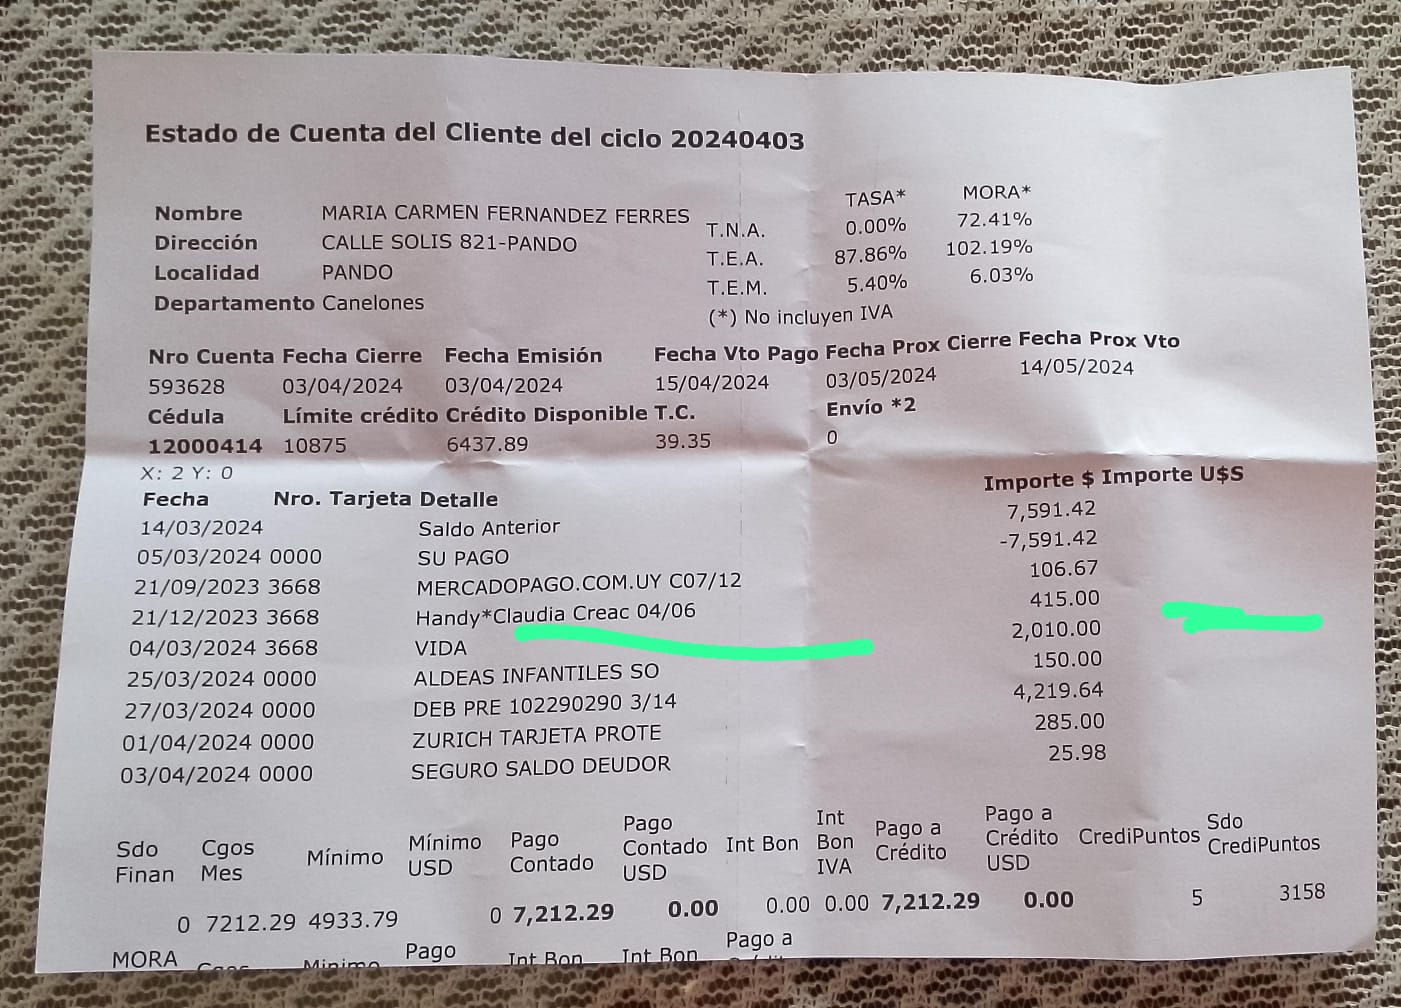 Estado de Cuenta del Cliente del ciclo 20240403
TASA* MORA*
Nombre MARIA CARMEN FERNANDEZ FERRES T.N.A. 0.00% 72.41%
Dirección CALLE SOLIS 821-PANDO T.E.A. 87.86% 102.19%
Localidad PANDO T.E.M. 5.40% 6.03%
Departamento Canelones (*) No incluyen IVA
Nro Cuenta Fecha Cierre Fecha Emisión Fecha Vto Pago Fecha Prox Cierre Fecha Prox Vto
593628 03/04/2024 03/04/2024 15/04/2024 03/05/2024 14/05/2024
Cédula Límite crédito Crédito Disponible T.C. Envío *2
12000414 10875 6437.89 39.35 0
X: 2 Y: 0
Fecha Nro. Tarjeta Detalle Importe $ Importe U$S
14/03/2024 Saldo Anterior 7,591.42
05/03/2024 0000 SU PAGO -7,591.42
21/09/2023 3668 MERCADOPAGO.COM.UY C07/12 106.67
21/12/2023 3668 Handy*Claudia Creac 04/06 415.00
04/03/2024 3668 VIDA 2,010.00
25/03/2024 0000 ALDEAS INFANTILES SO 150.00
27/03/2024 0000 DEB PRE 102290290 3/14 4,219.64
01/04/2024 0000 ZURICH TARJETA PROTE 285.00
03/04/2024 0000 SEGURO SALDO DEUDOR 25.98
Sdo Finan Cgos Mes Mínimo Mínimo USD Pago Contado Pago Contado USD Int Bon Int Bon IVA Pago a Crédito Pago a Crédito USD CrediPuntos Sdo CrediPuntos
0 7212.29 4933.79 0 7,212.29 0.00 0.00 0.00 7,212.29 0.00 5 3158
MORA Cgos Minimo Pago Int Bon Int Bon Pago a